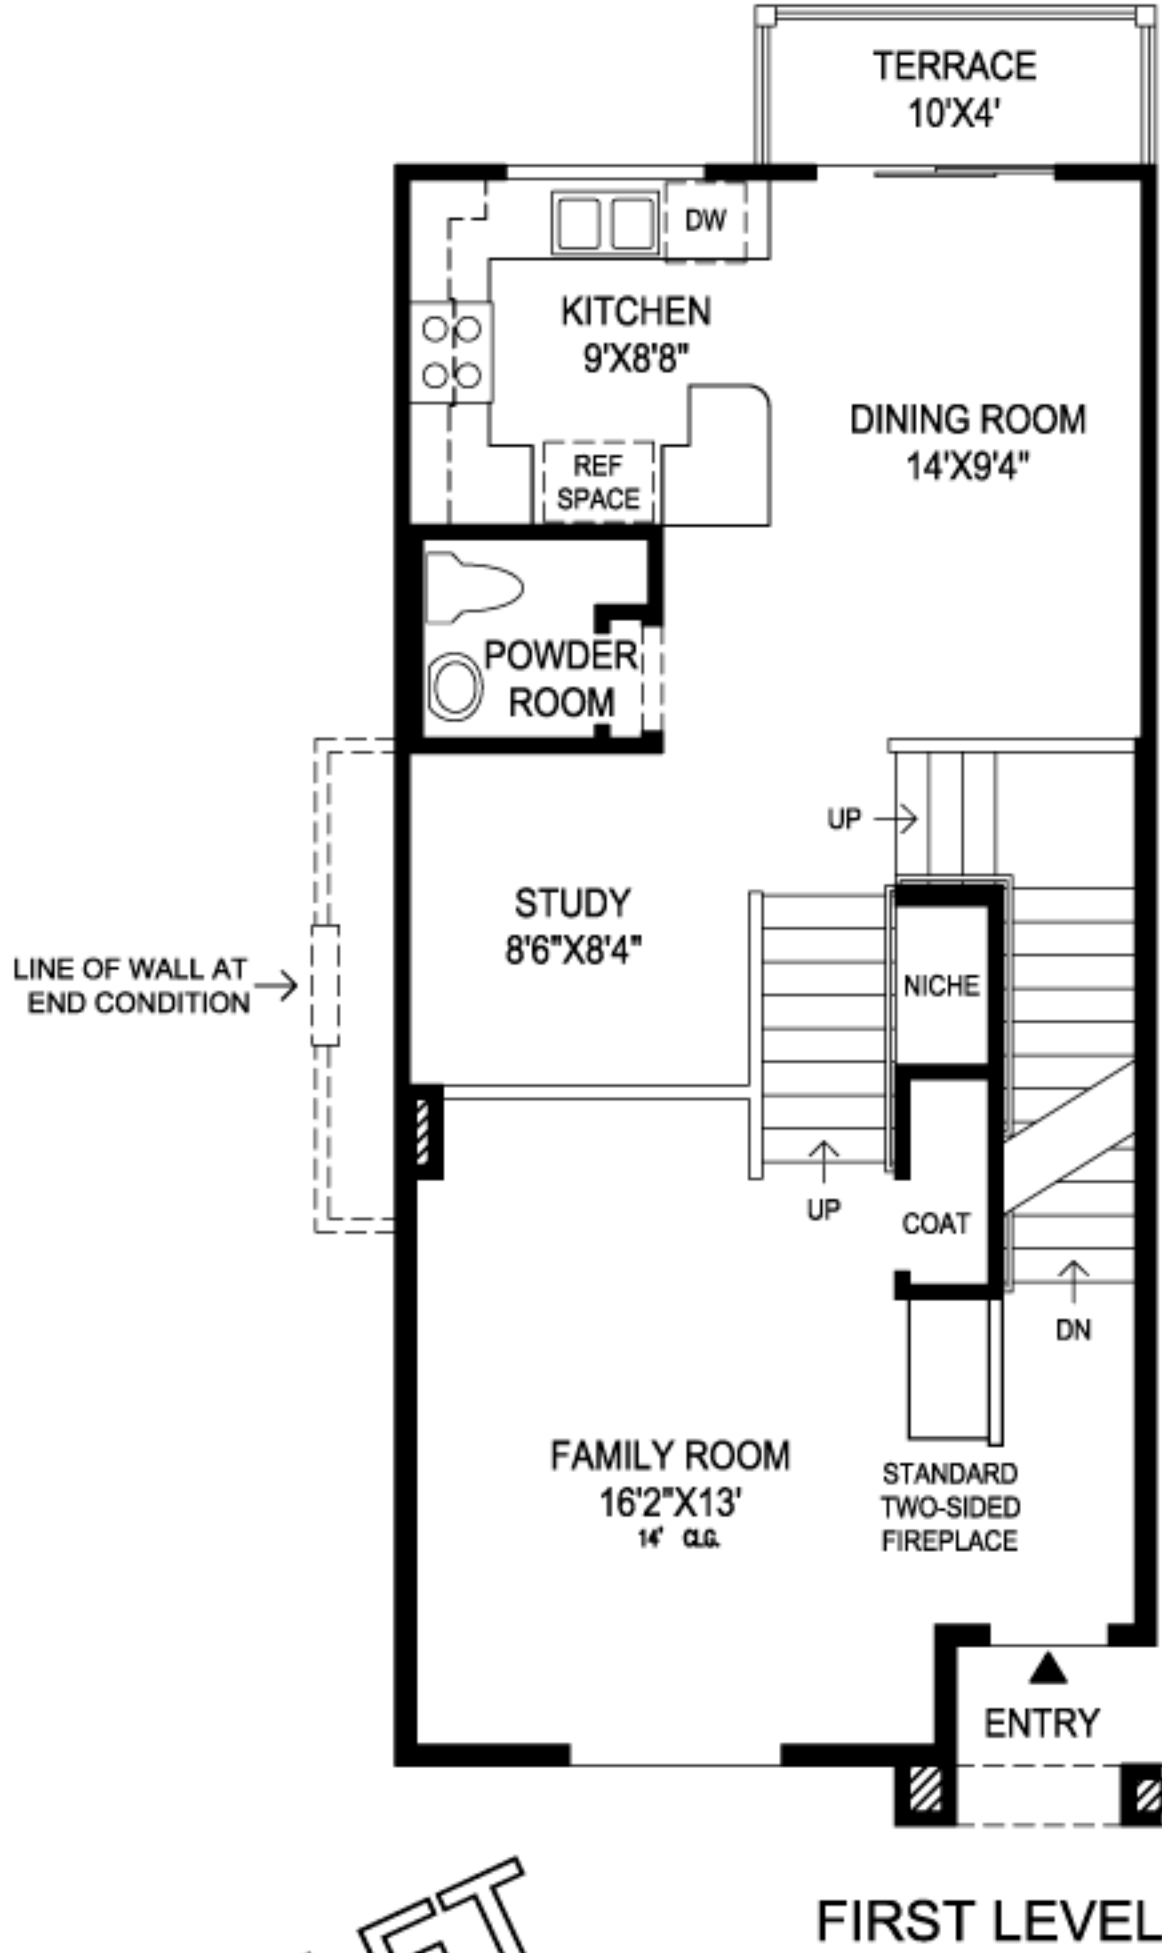 TERRACE
10'X4'
DW
KITCHEN
9'X8'8"
DINING ROOM
14'X9'4"
REF
SPACE
POWDER
ROOM
UP
STUDY
8'6"X8'4"
LINE OF WALL AT
END CONDITION
NICHE
UP
COAT
DN
FAMILY ROOM
16'2"X13'
14' CLG.
STANDARD
TWO-SIDED
FIREPLACE
ENTRY
FIRST LEVEL